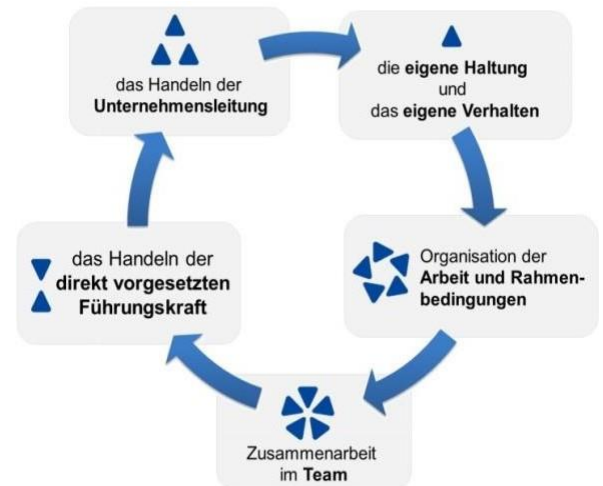 das Handeln der
Unternehmensleitung
die eigene Haltung
und
das eigene Verhalten
Organisation der
Arbeit und Rahmen-
bedingungen
Zusammenarbeit
im Team
das Handeln der
direkt vorgesetzten
Führungskraft